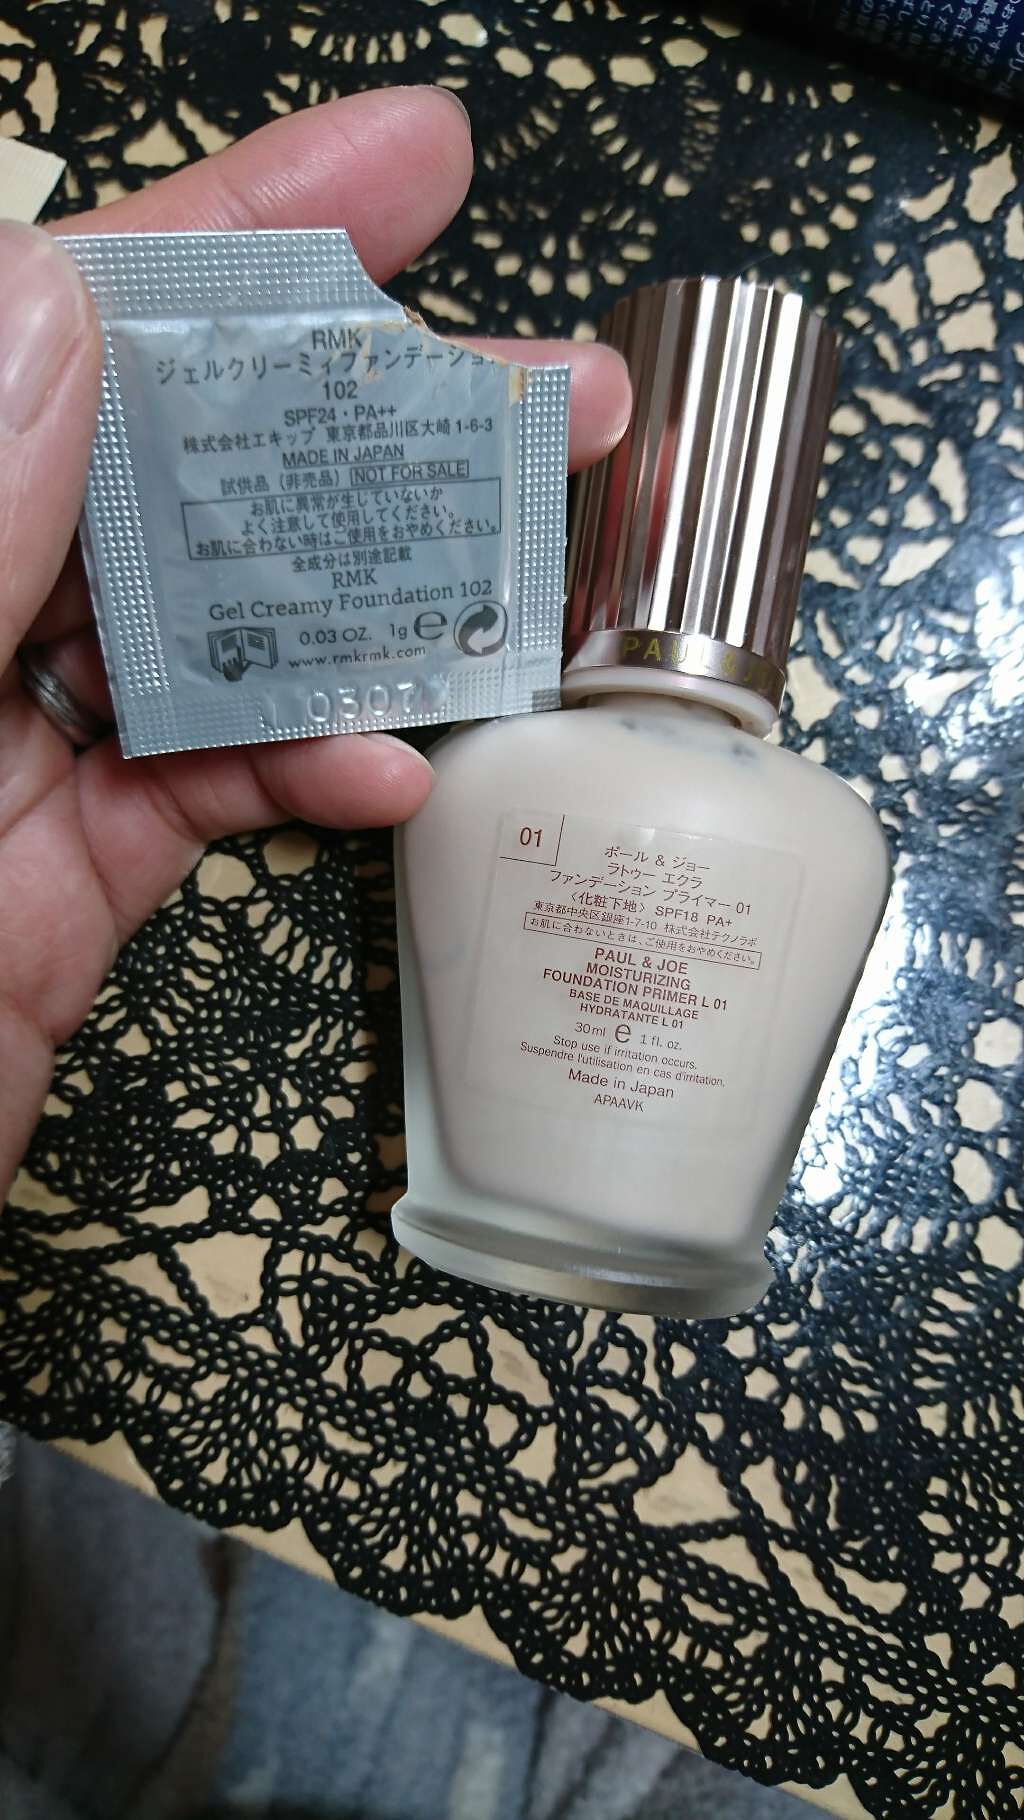 RMK
ジェルクリーミィファンデーション
102
SPF24・PA++
株式会社エキップ 東京都品川区大崎1-6-3
MADE IN JAPAN
試供品（非売品） NOT FOR SALE
お肌に異常が生じていないか
よく注意して使用してください。
お肌に合わない時はご使用をおやめください。
全成分は別途記載
RMK
Gel Creamy Foundation 102
0.03 OZ. 1g e
www.rmkrmk.com
PAUL & JOE
01
ポール & ジョー
ラトゥー エクラ
ファンデーション プライマー 01
〈化粧下地〉 SPF18 PA+
東京都中央区銀座1-7-10 株式会社テクノラボ
お肌に合わないときは、ご使用をおやめください。
PAUL & JOE
MOISTURIZING
FOUNDATION PRIMER L 01
BASE DE MAQUILLAGE
HYDRATANTE L 01
30ml e 1 fl. oz.
Stop use if irritation occurs.
Suspendre l'utilisation en cas d'irritation.
Made in Japan
APAAVK